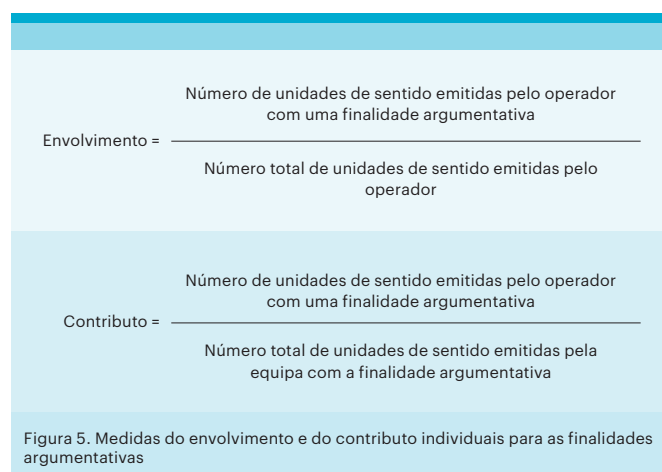 Número de unidades de sentido emitidas pelo operador
com uma finalidade argumentativa
Envolvimento =
Número total de unidades de sentido emitidas pelo
operador
Número de unidades de sentido emitidas pelo operador
com uma finalidade argumentativa
Contributo =
Número total de unidades de sentido emitidas pela
equipa com a finalidade argumentativa
Figura 5. Medidas do envolvimento e do contributo individuais para as finalidades
argumentativas